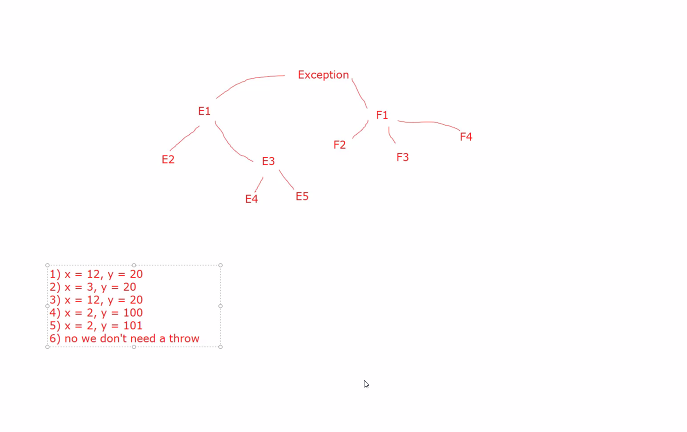 Exception
E1
F1
F4
F2
F3
E2
E3
E4
E5
1) x = 12, y = 20
2) x = 3, y = 20
3) x = 12, y = 20
4) x = 2, y = 100
5) x = 2, y = 101
6) no we don't need a throw